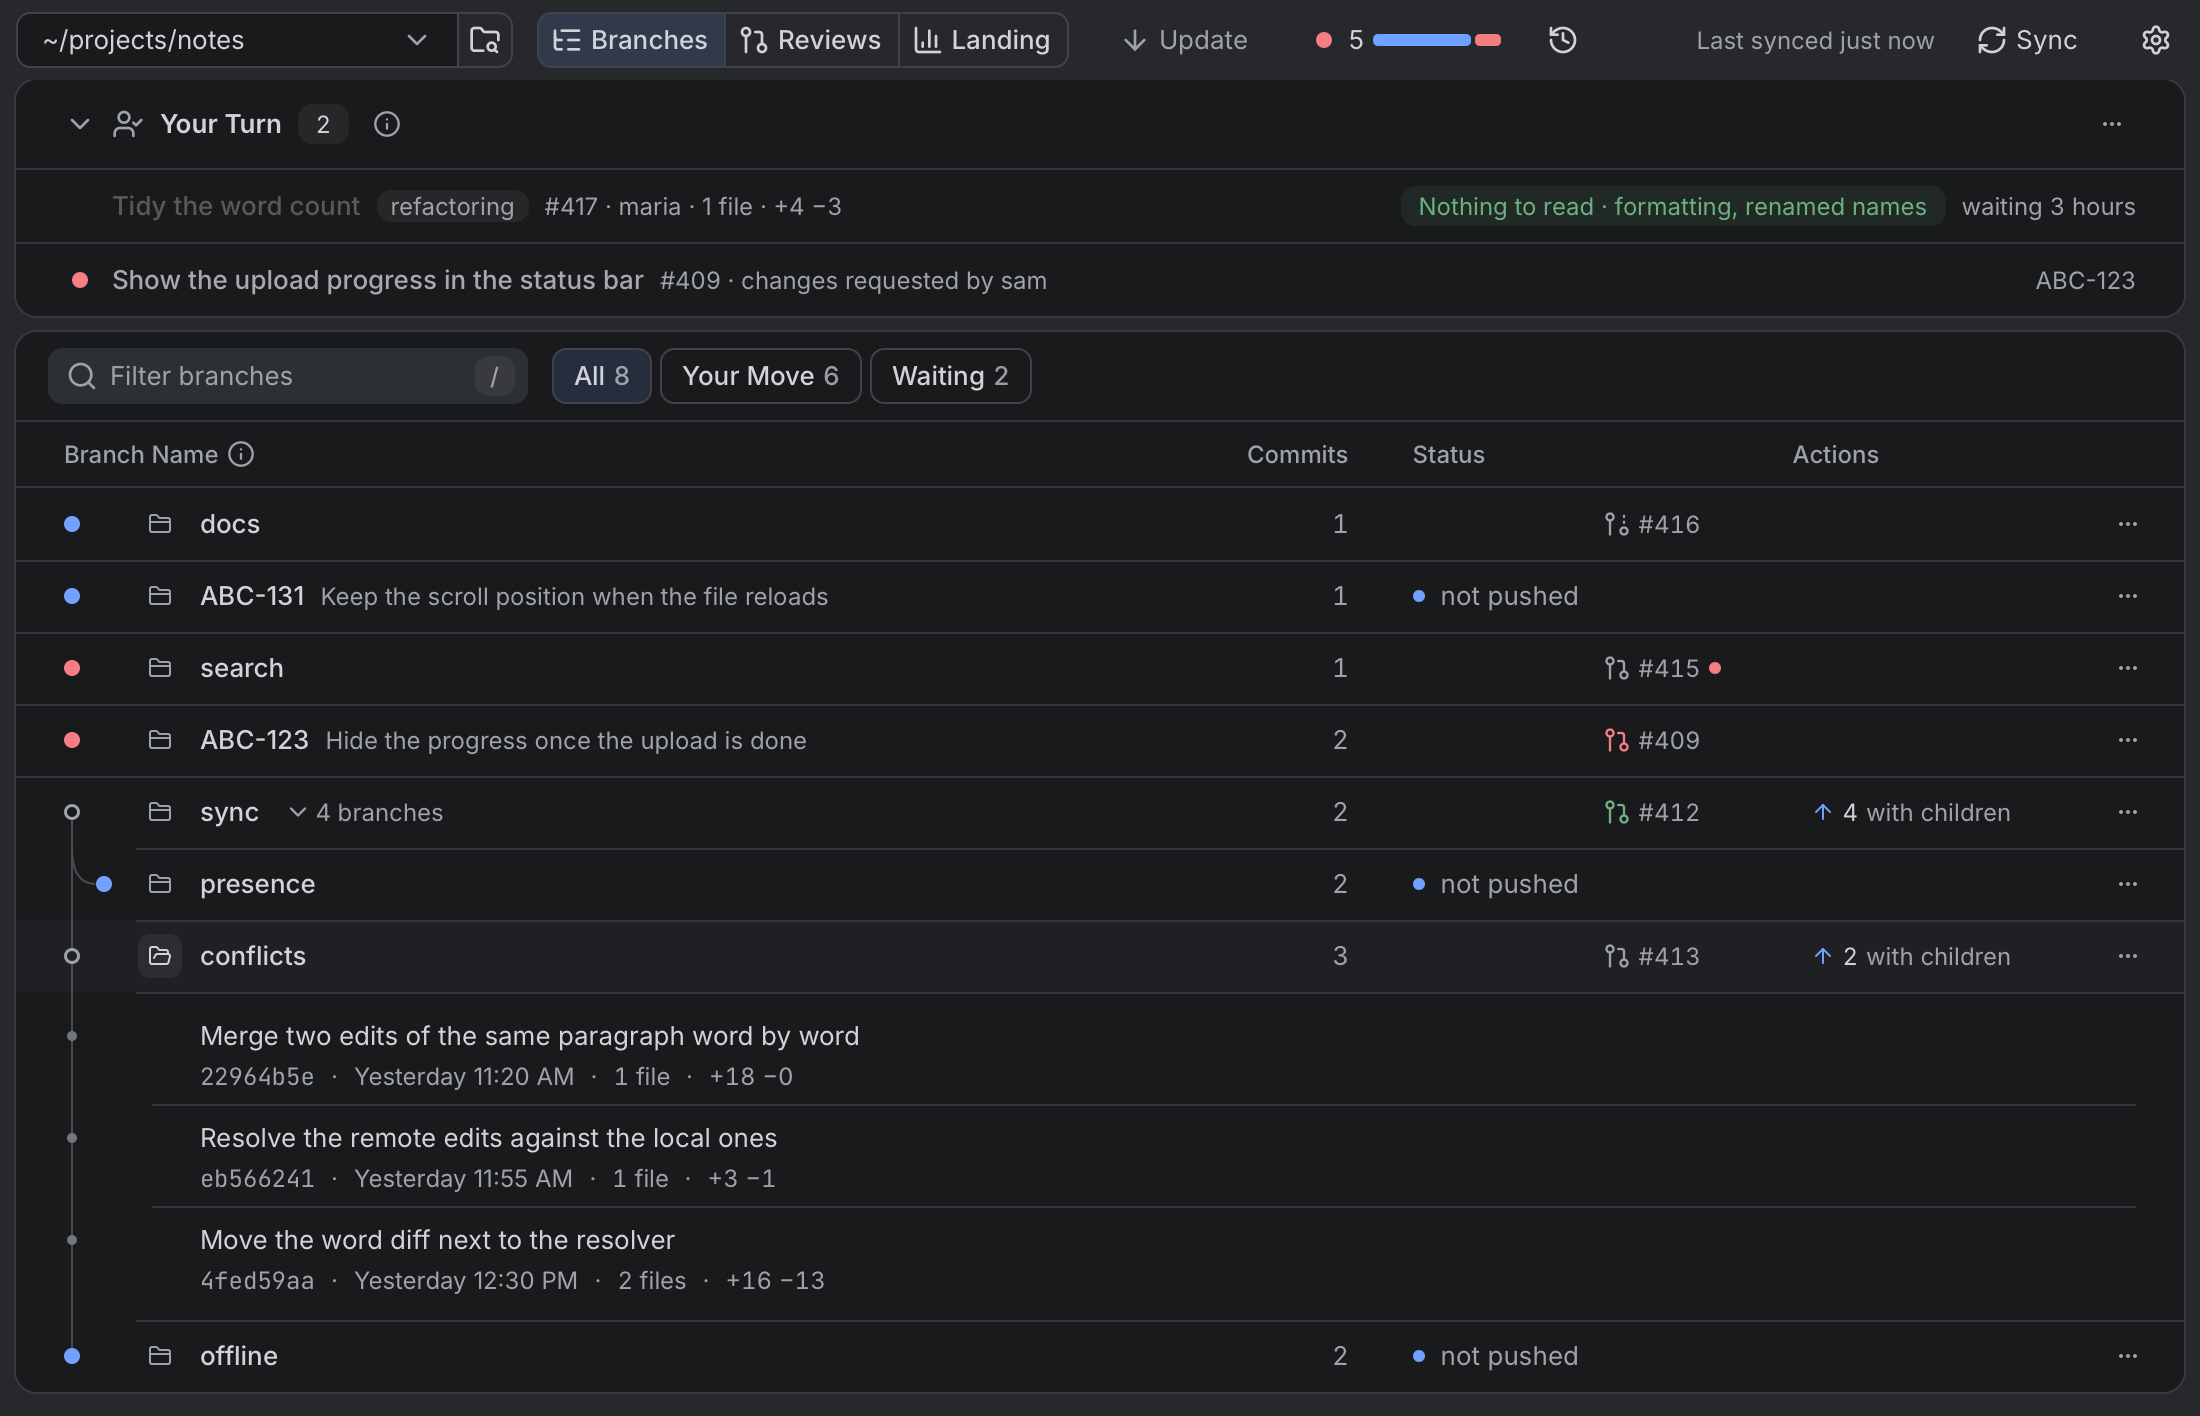 ~/projects/notes Branches Reviews Landing Update 5 Last synced just now Sync
Your Turn 2
Tidy the word count refactoring #417 · maria · 1 file · +4 −3 Nothing to read · formatting, renamed names waiting 3 hours
Show the upload progress in the status bar #409 · changes requested by sam ABC-123
Filter branches / All 8 Your Move 6 Waiting 2
Branch Name Commits Status Actions
docs 1 #416
ABC-131 Keep the scroll position when the file reloads 1 not pushed
search 1 #415
ABC-123 Hide the progress once the upload is done 2 #409
sync 4 branches 2 #412 4 with children
presence 2 not pushed
conflicts 3 #413 2 with children
Merge two edits of the same paragraph word by word
22964b5e · Yesterday 11:20 AM · 1 file · +18 −0
Resolve the remote edits against the local ones
eb566241 · Yesterday 11:55 AM · 1 file · +3 −1
Move the word diff next to the resolver
4fed59aa · Yesterday 12:30 PM · 2 files · +16 −13
offline 2 not pushed